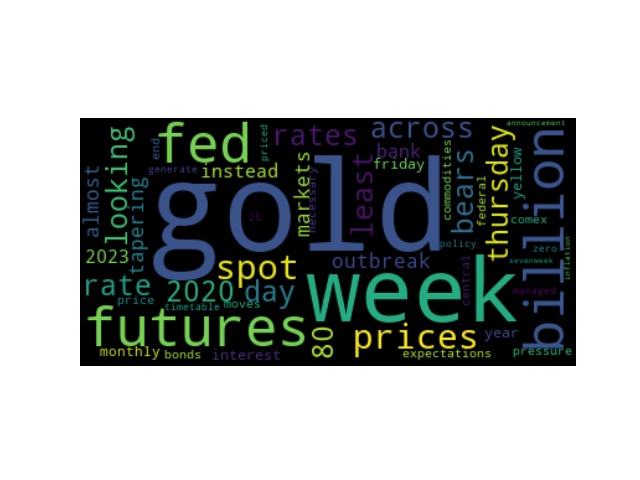 announcement
fed
rates
across
almost
looking
end
priced
bank
friday
commodities
thursday
yellow
billion
generate
instead
markets
necessary
least
bears
federal
gold
25
tapering
comex
policy
zero
2023
spot
outbreak
sevenweek
inflation
rate
2020
day
week
central
managed
price
timetable
moves
futures
80
prices
year
monthly
bonds
interest
expectations
pressure